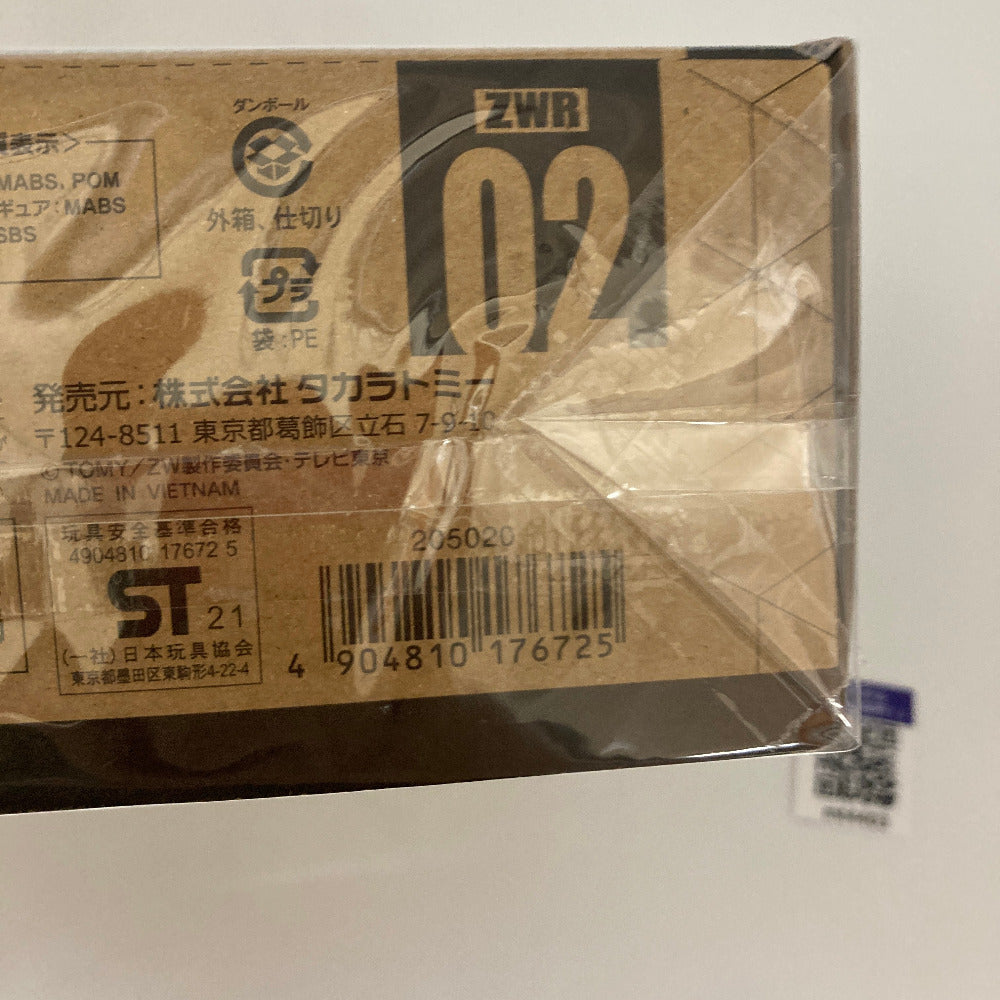 表示>
MABS、POM
ギュア:MABS
SBS
ダンボール
外箱、仕切り
プラ
袋:PE
ZWR
02
発売元:株式会社 タカラトミー
〒124-8511 東京都葛飾区立石 7-9-10
©TOMY/ZW製作委員会・テレビ東京
MADE IN VIETNAM
玩具安全基準合格
4904810 17672 5
ST 21
(一社)日本玩具協会
東京都墨田区東駒形4-22-4
205020
4 904810 176725